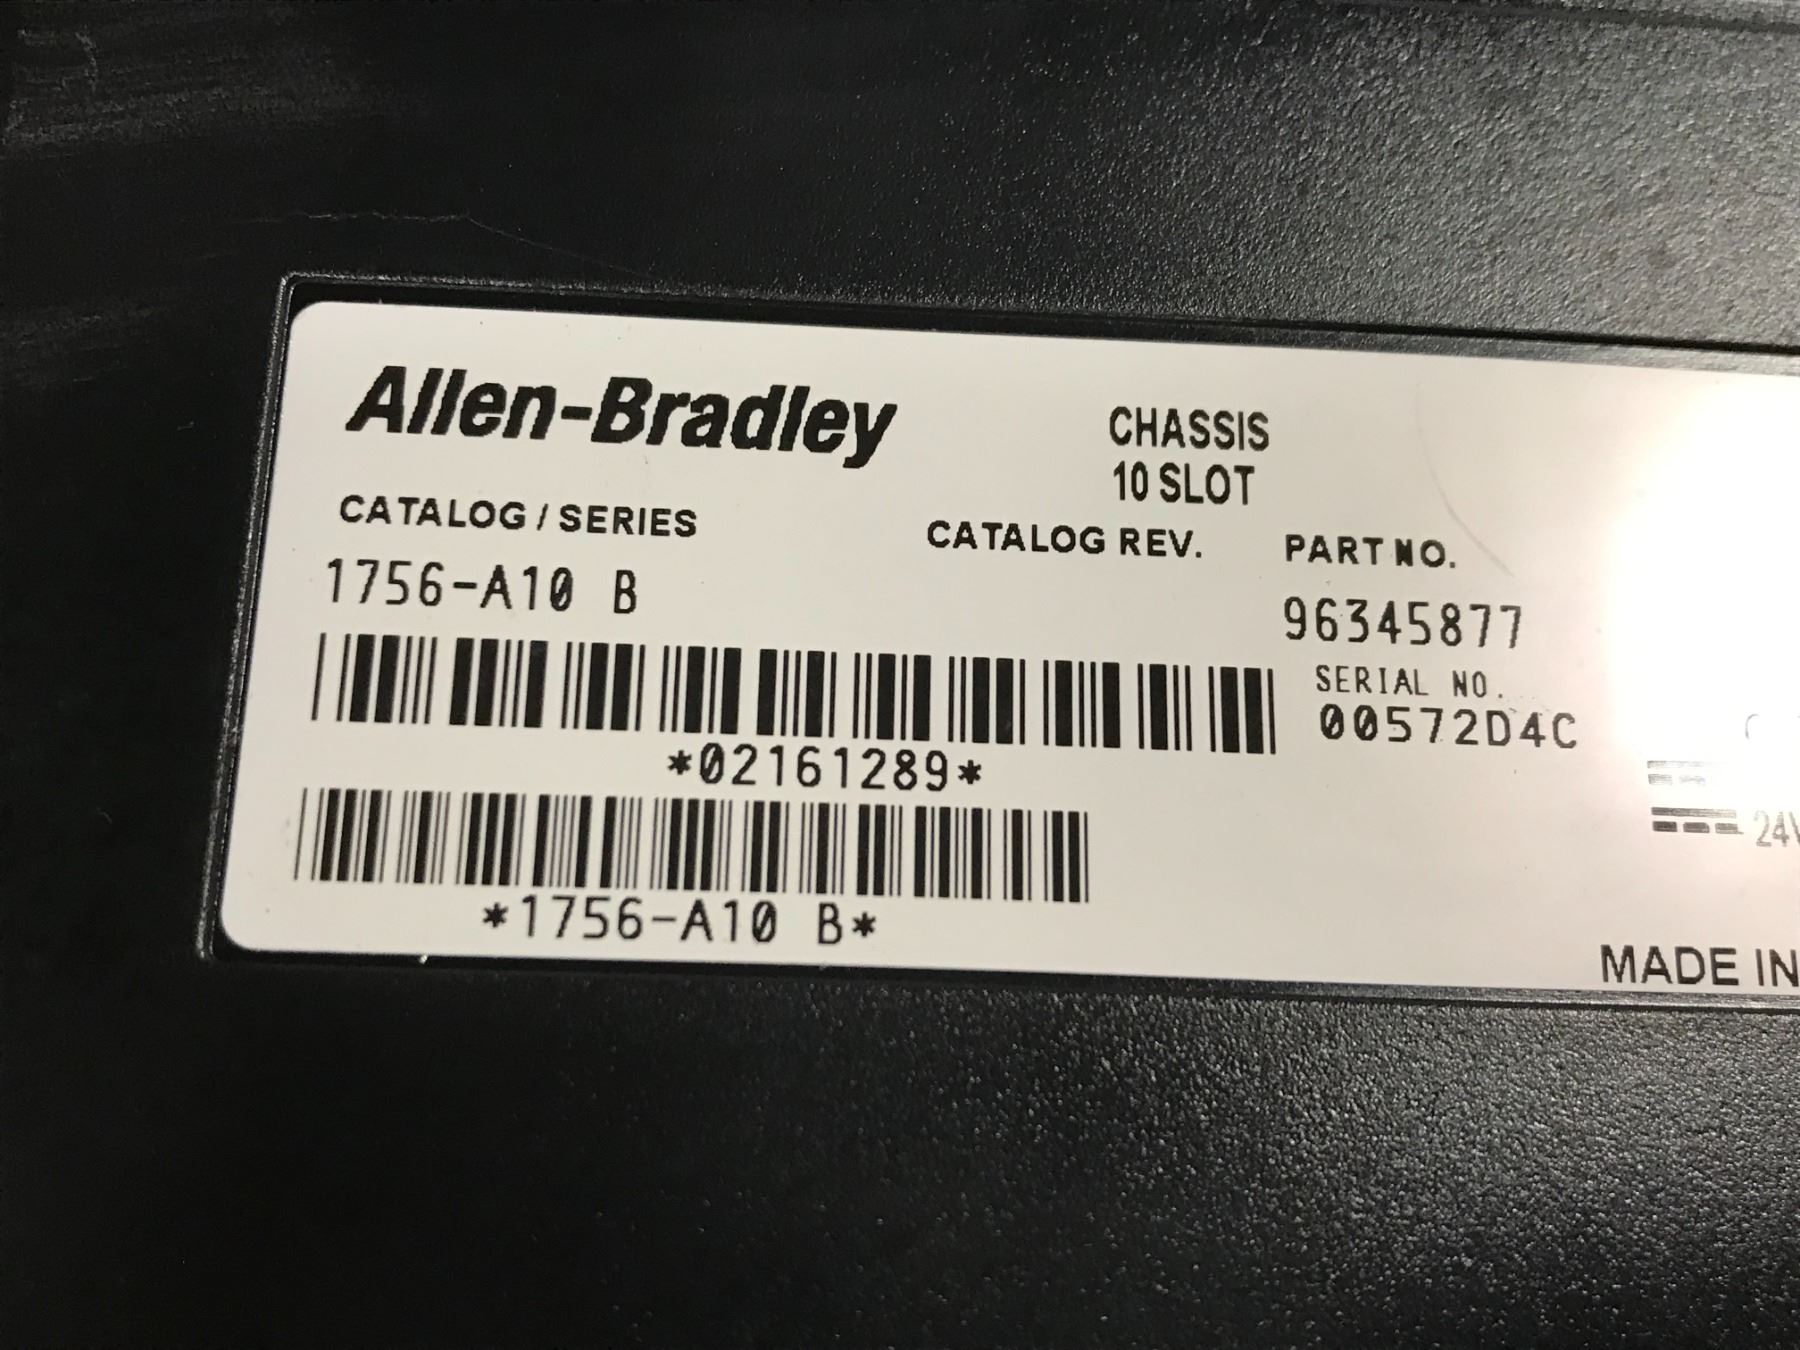 Allen-Bradley
CHASSIS
10 SLOT
CATALOG / SERIES
CATALOG REV.
PART NO.
1756-A10 B
96345877
SERIAL NO.
00572D4C
*02161289*
*1756-A10 B*
MADE IN